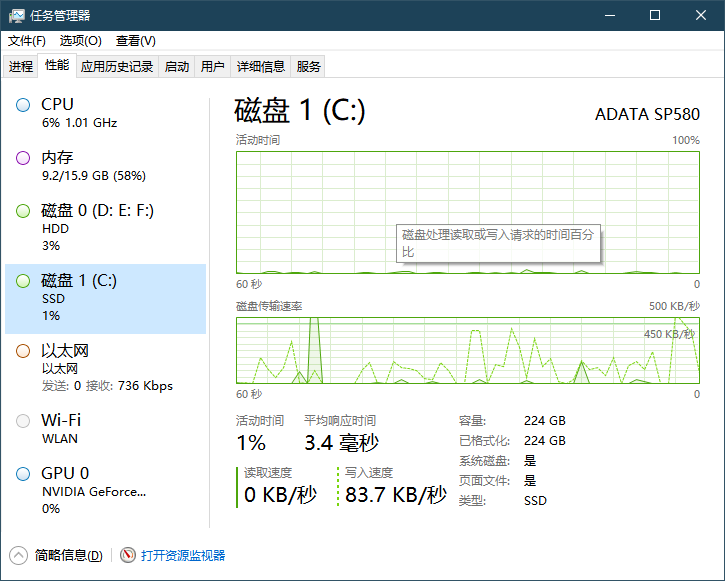 任务管理器
文件(F) 选项(O) 查看(V)
进程 性能 应用历史记录 启动 用户 详细信息 服务
CPU
6% 1.01 GHz
内存
9.2/15.9 GB (58%)
磁盘 0 (D: E: F:)
HDD
3%
磁盘 1 (C:)
SSD
1%
以太网
以太网
发送: 0 接收: 736 Kbps
Wi-Fi
WLAN
GPU 0
NVIDIA GeForce...
0%
磁盘 1 (C:) ADATA SP580
活动时间 100%
磁盘处理读取或写入请求的时间百分
比
60 秒 0
磁盘传输速率 500 KB/秒
450 KB/秒
60 秒 0
活动时间 平均响应时间
1% 3.4 毫秒
读取速度 写入速度
0 KB/秒 83.7 KB/秒
容量: 224 GB
已格式化: 224 GB
系统磁盘: 是
页面文件: 是
类型: SSD
简略信息(D) 打开资源监视器